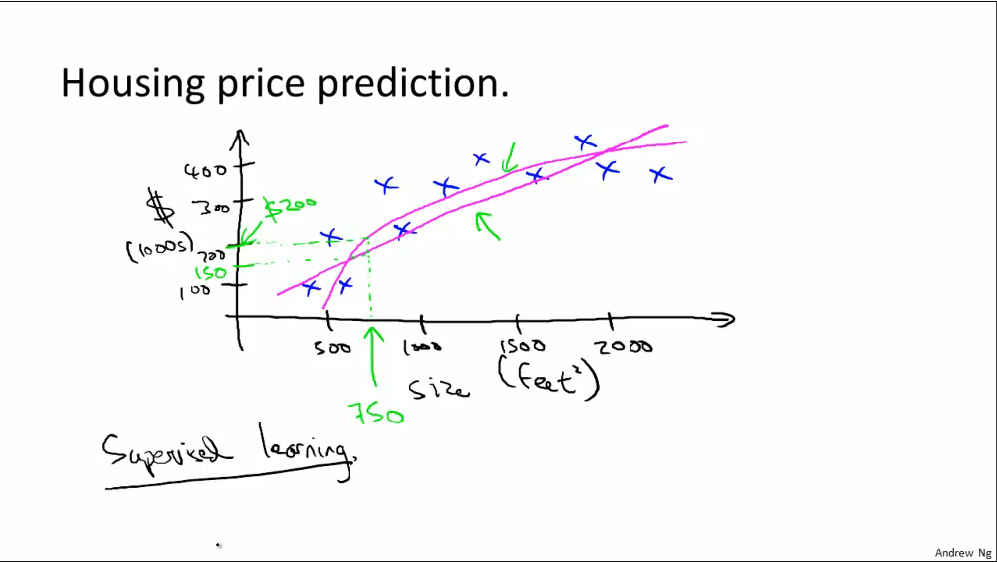 Housing price prediction.
400
$
300
$200
(1000s)
200
150
100
500
1000
1500
2000
Size
(feet²)
750
Supervised learning.
Andrew Ng